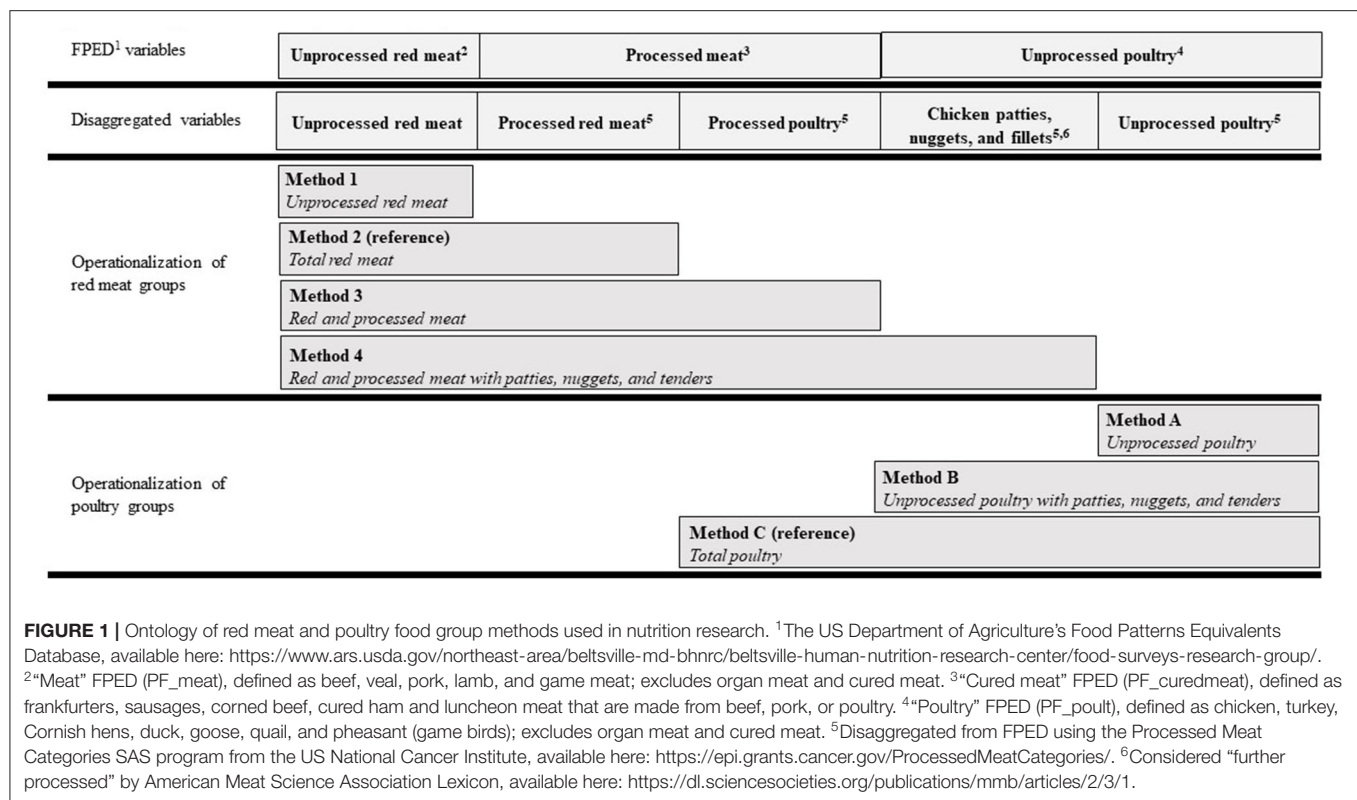 FPED¹ variables
Unprocessed red meat² Processed meat³ Unprocessed poultry⁴
Disaggregated variables
Unprocessed red meat Processed red meat⁵ Processed poultry⁵ Chicken patties, nuggets, and fillets⁵,⁶ Unprocessed poultry⁵
Operationalization of
red meat groups
Method 1
Unprocessed red meat
Method 2 (reference)
Total red meat
Method 3
Red and processed meat
Method 4
Red and processed meat with patties, nuggets, and tenders
Operationalization of
poultry groups
Method A
Unprocessed poultry
Method B
Unprocessed poultry with patties, nuggets, and tenders
Method C (reference)
Total poultry
FIGURE 1 | Ontology of red meat and poultry food group methods used in nutrition research. ¹The US Department of Agriculture's Food Patterns Equivalents
Database, available here: https://www.ars.usda.gov/northeast-area/beltsville-md-bhnrc/beltsville-human-nutrition-research-center/food-surveys-research-group/.
²"Meat" FPED (PF_meat), defined as beef, veal, pork, lamb, and game meat; excludes organ meat and cured meat. ³"Cured meat" FPED (PF_curedmeat), defined as
frankfurters, sausages, corned beef, cured ham and luncheon meat that are made from beef, pork, or poultry. ⁴"Poultry" FPED (PF_poult), defined as chicken, turkey,
Cornish hens, duck, goose, quail, and pheasant (game birds); excludes organ meat and cured meat. ⁵Disaggregated from FPED using the Processed Meat
Categories SAS program from the US National Cancer Institute, available here: https://epi.grants.cancer.gov/ProcessedMeatCategories/. ⁶Considered "further
processed" by American Meat Science Association Lexicon, available here: https://dl.sciencesocieties.org/publications/mmb/articles/2/3/1.